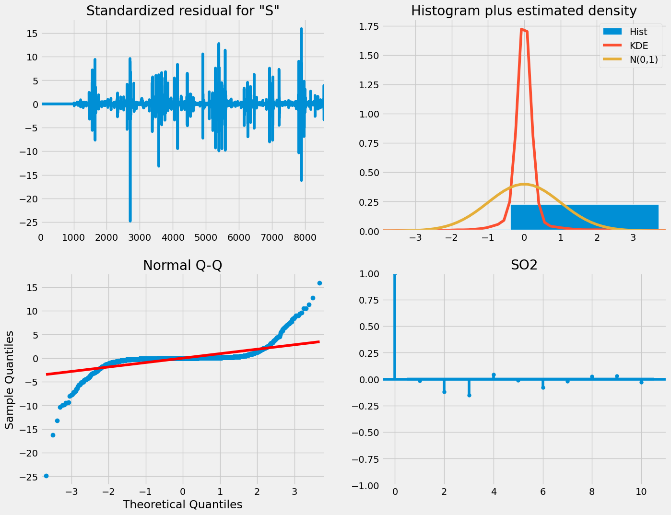 Standardized residual for "S"
15
10
5
0
−5
−10
−15
−20
−25
0 1000 2000 3000 4000 5000 6000 7000 8000
Histogram plus estimated density
1.75
1.50
1.25
1.00
0.75
0.50
0.25
0.00
−3 −2 −1 0 1 2 3
Hist
KDE
N(0,1)
Normal Q-Q
Sample Quantiles
15
10
5
0
−5
−10
−15
−20
−25
−3 −2 −1 0 1 2 3
Theoretical Quantiles
SO2
1.00
0.75
0.50
0.25
0.00
−0.25
−0.50
−0.75
−1.00
0 2 4 6 8 10